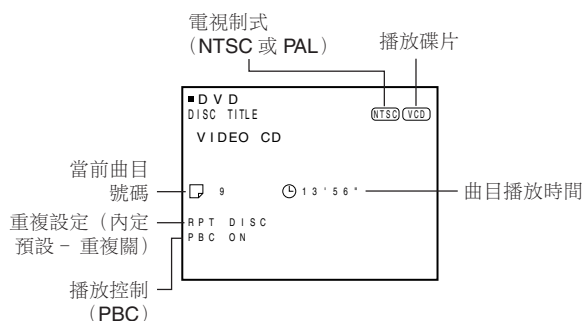 電視制式
（NTSC 或 PAL）
播放碟片
■DVD
DISC TITLE
NTSC VCD
VIDEO CD
當前曲目
號碼
9
13'56"
曲目播放時間
重複設定（內定
預設 – 重複關）
RPT DISC
PBC ON
播放控制
（PBC）